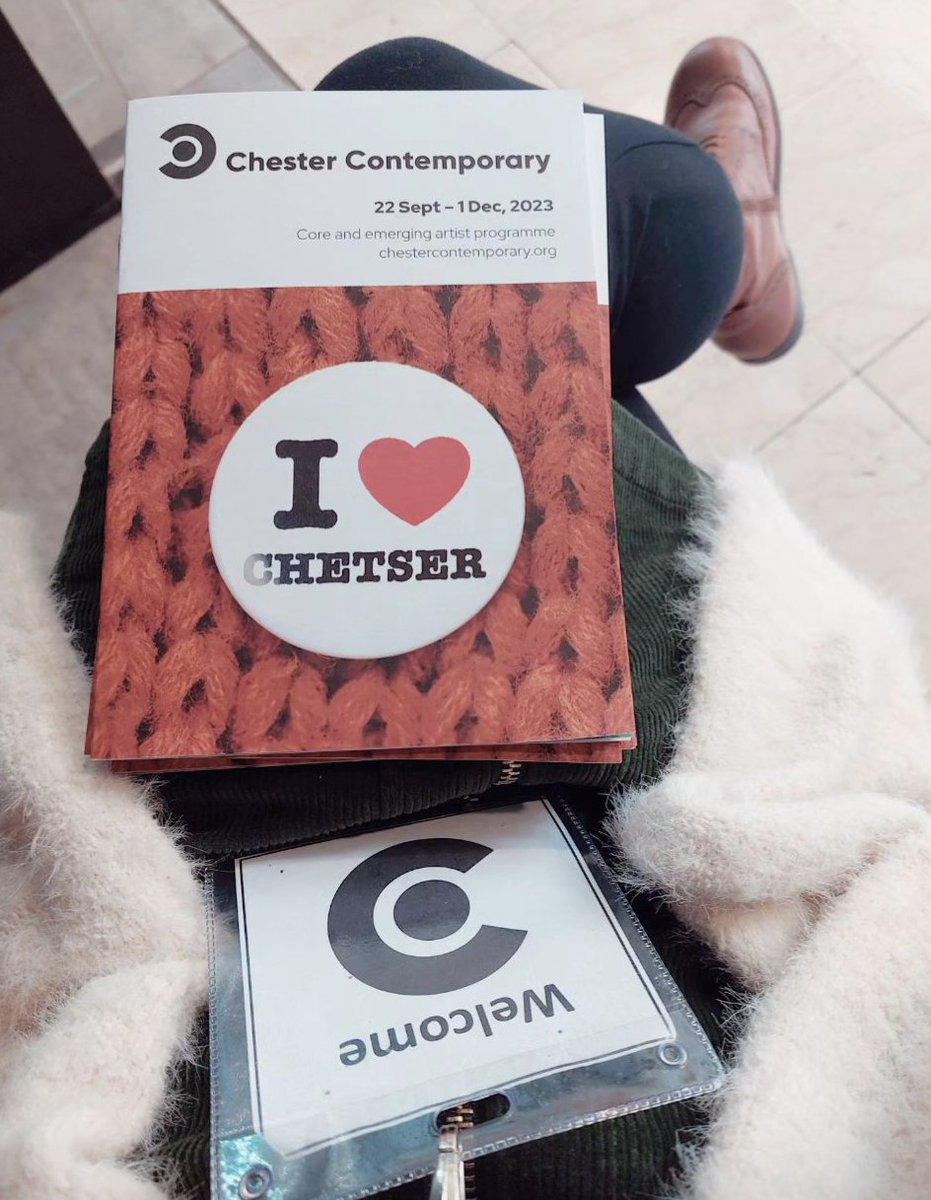 Chester Contemporary
22 Sept – 1 Dec, 2023
Core and emerging artist programme
chestercontemporary.org
I ❤
CHETSER
Welcome